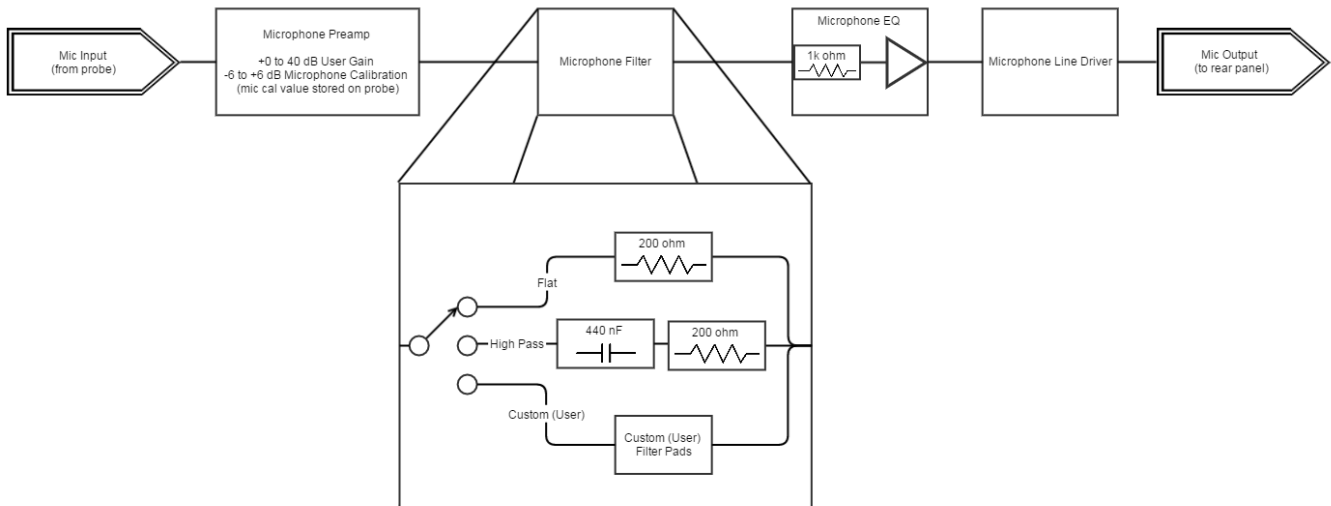 Mic Input
(from probe)
Microphone Preamp
+0 to 40 dB User Gain
-6 to +6 dB Microphone Calibration
(mic cal value stored on probe)
Microphone Filter
Microphone EQ
1k ohm
Microphone Line Driver
Mic Output
(to rear panel)
200 ohm
Flat
High Pass
440 nF
200 ohm
Custom (User)
Custom (User)
Filter Pads